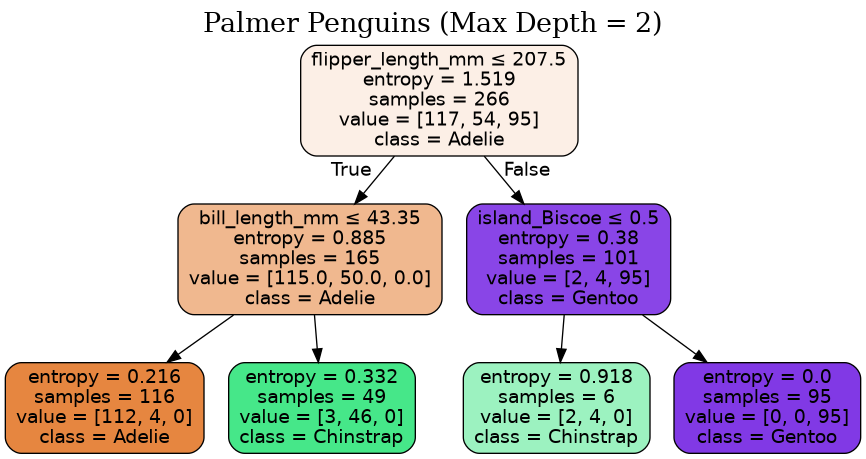 Palmer Penguins (Max Depth = 2)
flipper_length_mm ≤ 207.5
entropy = 1.519
samples = 266
value = [117, 54, 95]
class = Adelie
True
False
bill_length_mm ≤ 43.35
entropy = 0.885
samples = 165
value = [115.0, 50.0, 0.0]
class = Adelie
island_Biscoe ≤ 0.5
entropy = 0.38
samples = 101
value = [2, 4, 95]
class = Gentoo
entropy = 0.216
samples = 116
value = [112, 4, 0]
class = Adelie
entropy = 0.332
samples = 49
value = [3, 46, 0]
class = Chinstrap
entropy = 0.918
samples = 6
value = [2, 4, 0]
class = Chinstrap
entropy = 0.0
samples = 95
value = [0, 0, 95]
class = Gentoo